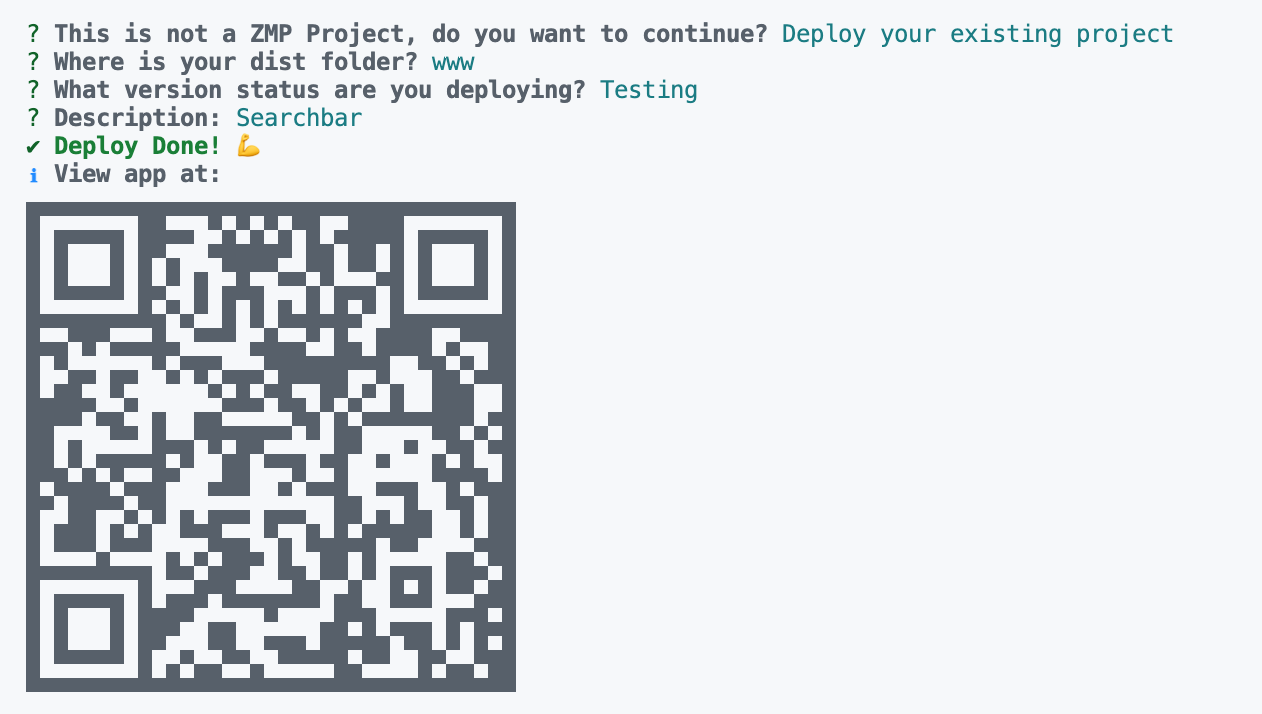 ? This is not a ZMP Project, do you want to continue? Deploy your existing project
? Where is your dist folder? www
? What version status are you deploying? Testing
? Description: Searchbar
✔ Deploy Done! 💪
ℹ View app at: